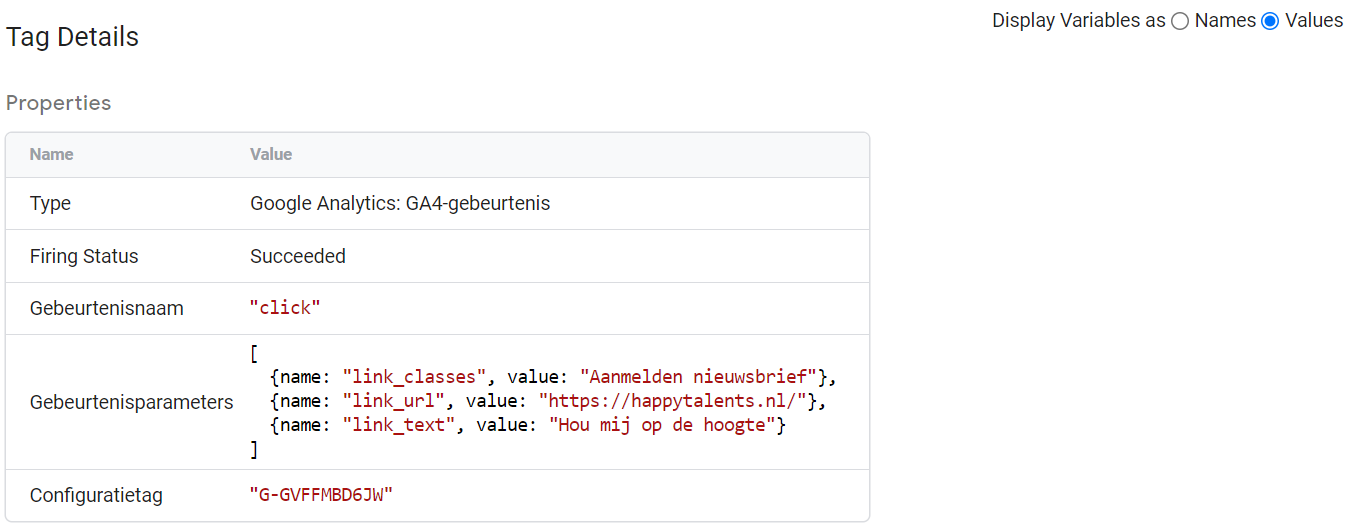 Display Variables as Names Values
Tag Details
Properties
Name Value
Type Google Analytics: GA4-gebeurtenis
Firing Status Succeeded
Gebeurtenisnaam "click"
[
{name: "link_classes", value: "Aanmelden nieuwsbrief"},
Gebeurtenisparameters {name: "link_url", value: "https://happytalents.nl/"},
{name: "link_text", value: "Hou mij op de hoogte"}
]
Configuratietag "G-GVFFMBD6JW"